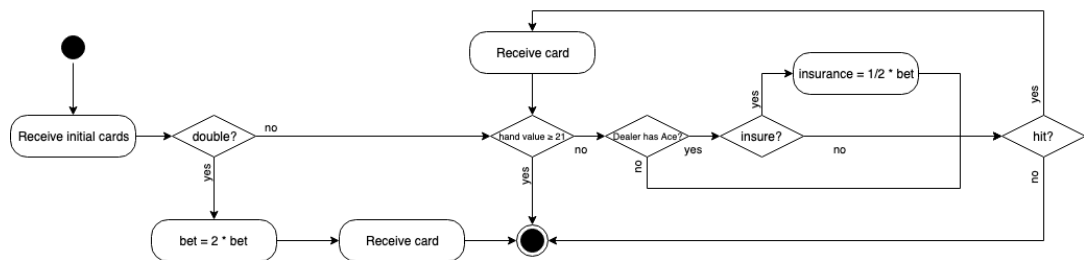 Receive card
insurance = 1/2 * bet
yes
yes
Receive initial cards
double?
no
hand value ≥ 21
no
Dealer has Ace?
yes
insure?
no
hit?
yes
yes
no
no
bet = 2 * bet
Receive card